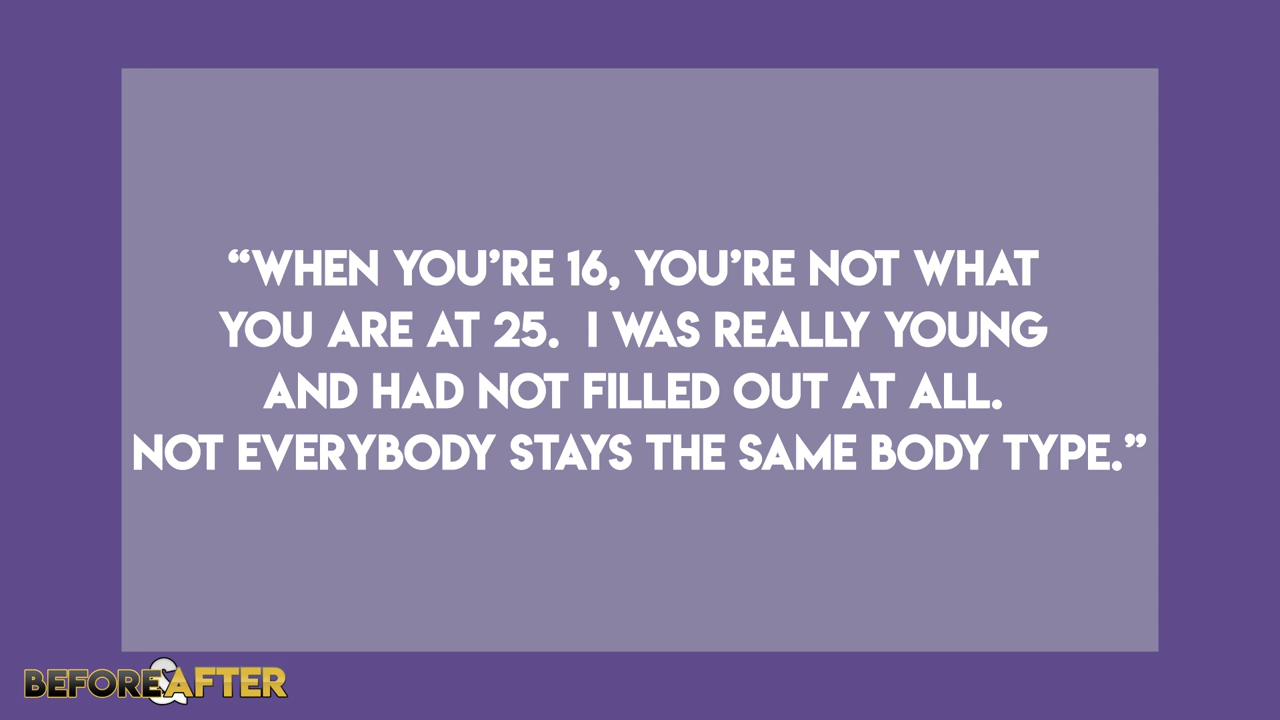 “WHEN YOU’RE 16, YOU’RE NOT WHAT
YOU ARE AT 25.  I WAS REALLY YOUNG
AND HAD NOT FILLED OUT AT ALL.
NOT EVERYBODY STAYS THE SAME BODY TYPE.”
BEFORE&AFTER